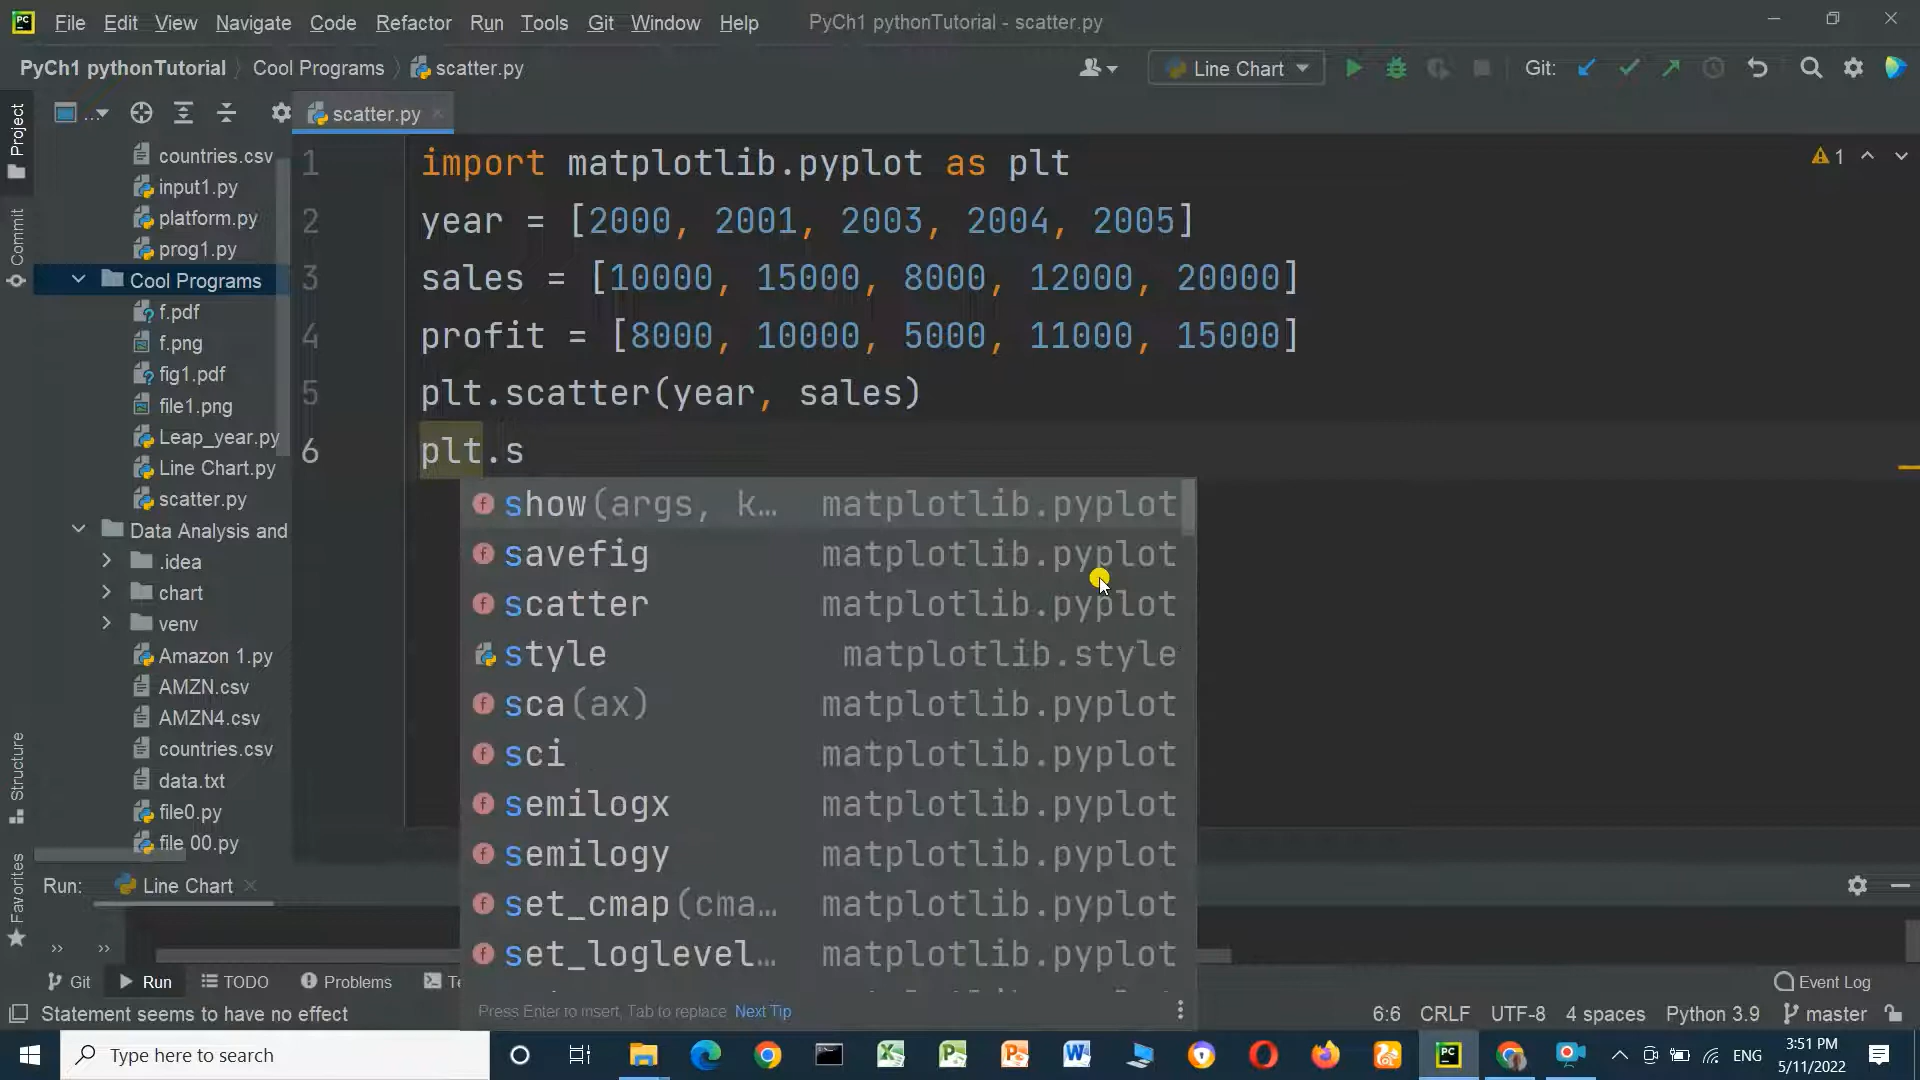 File Edit View Navigate Code Refactor Run Tools Git Window Help PyCh1 pythonTutorial - scatter.py
PyCh1 pythonTutorial Cool Programs scatter.py Line Chart Git:
... scatter.py
Project
Commit
Structure
Favorites
countries.csv
input1.py
platform.py
prog1.py
Cool Programs
f.pdf
f.png
fig1.pdf
file1.png
Leap_year.py
Line Chart.py
scatter.py
Data Analysis and
.idea
chart
venv
Amazon 1.py
AMZN.csv
AMZN4.csv
countries.csv
data.txt
file0.py
file 00.py
1 import matplotlib.pyplot as plt
2 year = [2000, 2001, 2003, 2004, 2005]
3 sales = [10000, 15000, 8000, 12000, 20000]
4 profit = [8000, 10000, 5000, 11000, 15000]
5 plt.scatter(year, sales)
6 plt.s
1
show(args, k... matplotlib.pyplot
savefig matplotlib.pyplot
scatter matplotlib.pyplot
style matplotlib.style
sca(ax) matplotlib.pyplot
sci matplotlib.pyplot
semilogx matplotlib.pyplot
semilogy matplotlib.pyplot
set_cmap(cma... matplotlib.pyplot
set_loglevel... matplotlib.pyplot
Press Enter to insert, Tab to replace Next Tip
Run: Line Chart
Git Run TODO Problems Event Log
Statement seems to have no effect 6:6 CRLF UTF-8 4 spaces Python 3.9 master
Type here to search ENG 3:51 PM
5/11/2022